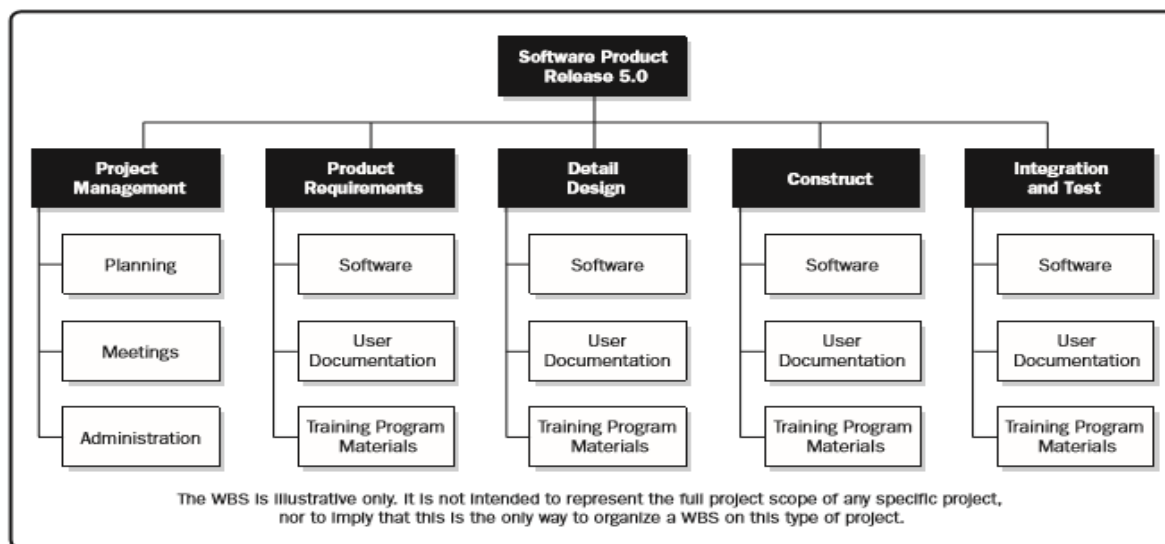 Software Product
Release 5.0
Project
Management
Planning
Meetings
Administration
Product
Requirements
Software
User
Documentation
Training Program
Materials
Detail
Design
Software
User
Documentation
Training Program
Materials
Construct
Software
User
Documentation
Training Program
Materials
Integration
and Test
Software
User
Documentation
Training Program
Materials
The WBS is illustrative only. It is not intended to represent the full project scope of any specific project,
nor to imply that this is the only way to organize a WBS on this type of project.